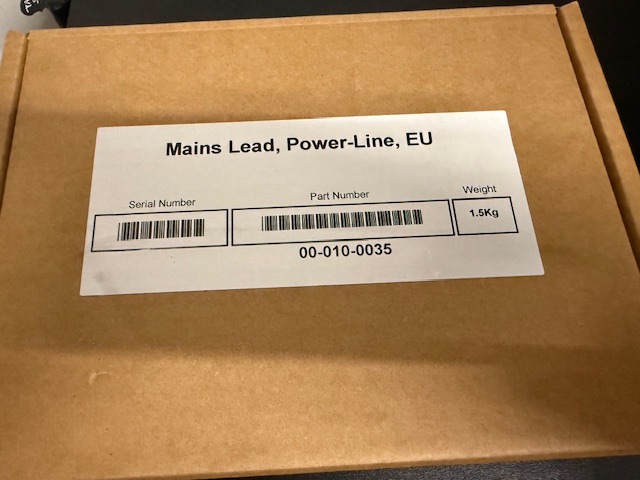 Mains Lead, Power-Line, EU
Serial Number
Part Number
Weight
1.5Kg
00-010-0035